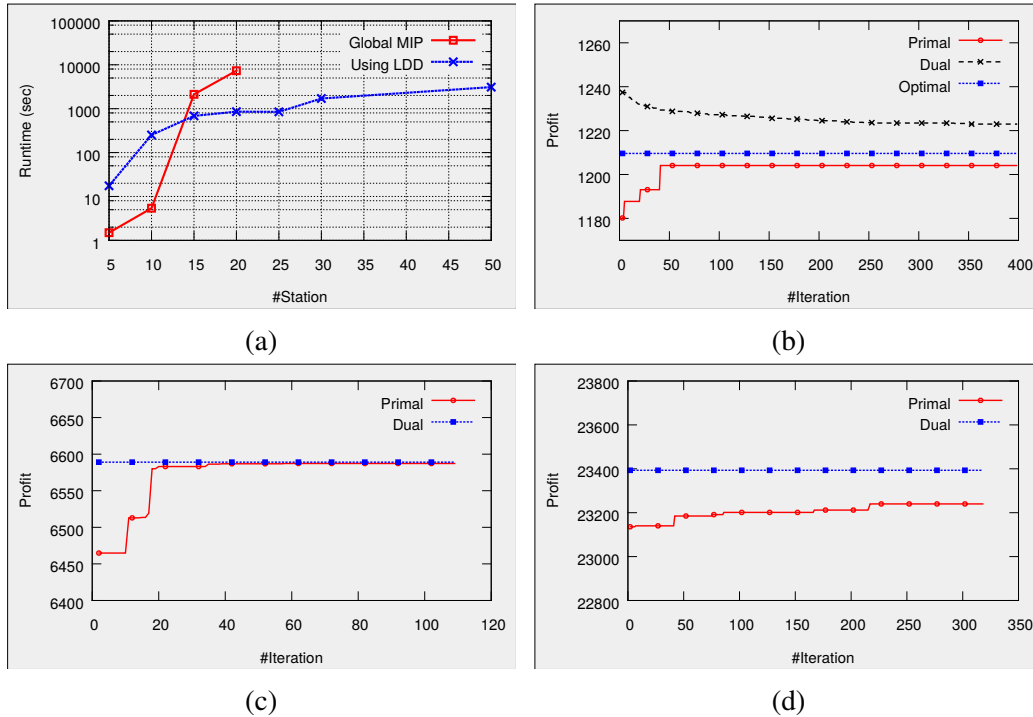 100000
10000
1000
100
10
1
Runtime (sec)
Global MIP
Using LDD
5 10 15 20 25 30 35 40 45 50
#Station
(a)
1260
1240
1220
1200
1180
Profit
Primal
Dual
Optimal
0 50 100 150 200 250 300 350 400
#Iteration
(b)
6700
6650
6600
6550
6500
6450
6400
Profit
Primal
Dual
0 20 40 60 80 100 120
#Iteration
(c)
23800
23600
23400
23200
23000
22800
Profit
Primal
Dual
0 50 100 150 200 250 300 350
#Iteration
(d)